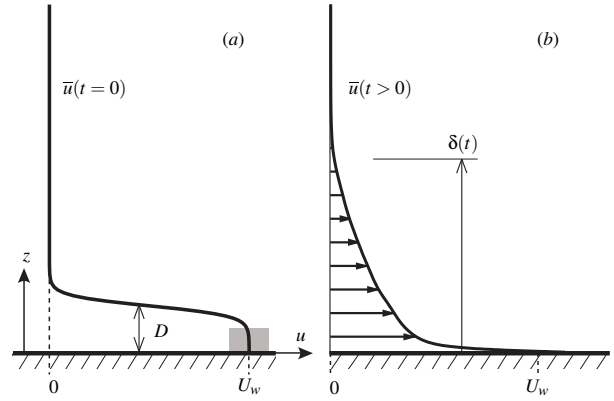 (a)
u̅(t = 0)
z
D
u
0
U_w
(b)
u̅(t > 0)
δ(t)
0
U_w